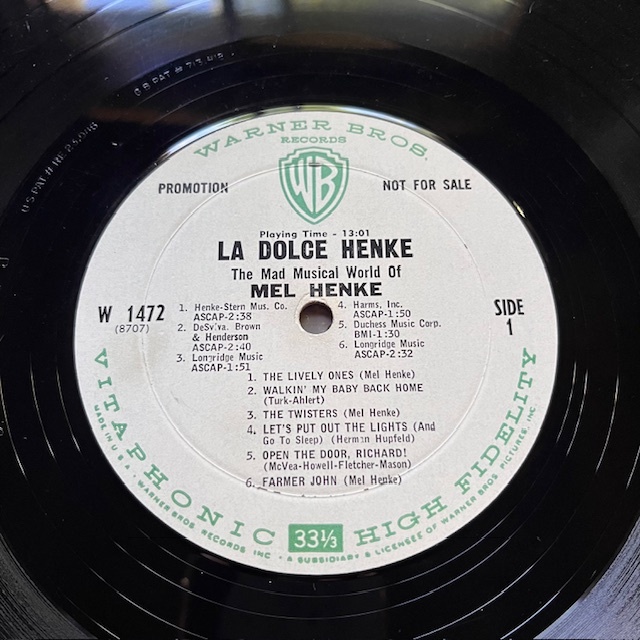 U.S. PAT # RE 23,046
WARNER BROS.
RECORDS
WB
PROMOTION NOT FOR SALE
Playing Time - 13:01
LA DOLCE HENKE
The Mad Musical World Of
MEL HENKE
W 1472
(8707)
SIDE
1
1. Henke-Stern Mus. Co.
ASCAP-2:38
2. DeSylva, Brown
& Henderson
ASCAP-2:40
3. Longridge Music
ASCAP-1:51
4. Harms, Inc.
ASCAP-1:50
5. Duchess Music Corp.
BMI-1:30
6. Longridge Music
ASCAP-2:32
1. THE LIVELY ONES (Mel Henke)
2. WALKIN' MY BABY BACK HOME
(Turk-Ahlert)
3. THE TWISTERS (Mel Henke)
4. LET'S PUT OUT THE LIGHTS (And
Go To Sleep) (Herman Hupfeld)
5. OPEN THE DOOR, RICHARD!
(McVea-Howell-Fletcher-Mason)
6. FARMER JOHN (Mel Henke)
VITAPHONIC 33⅓ HIGH FIDELITY
MADE IN U.S.A. • WARNER BROS. RECORDS INC. • A SUBSIDIARY & LICENSEE OF WARNER BROS. PICTURES, INC.